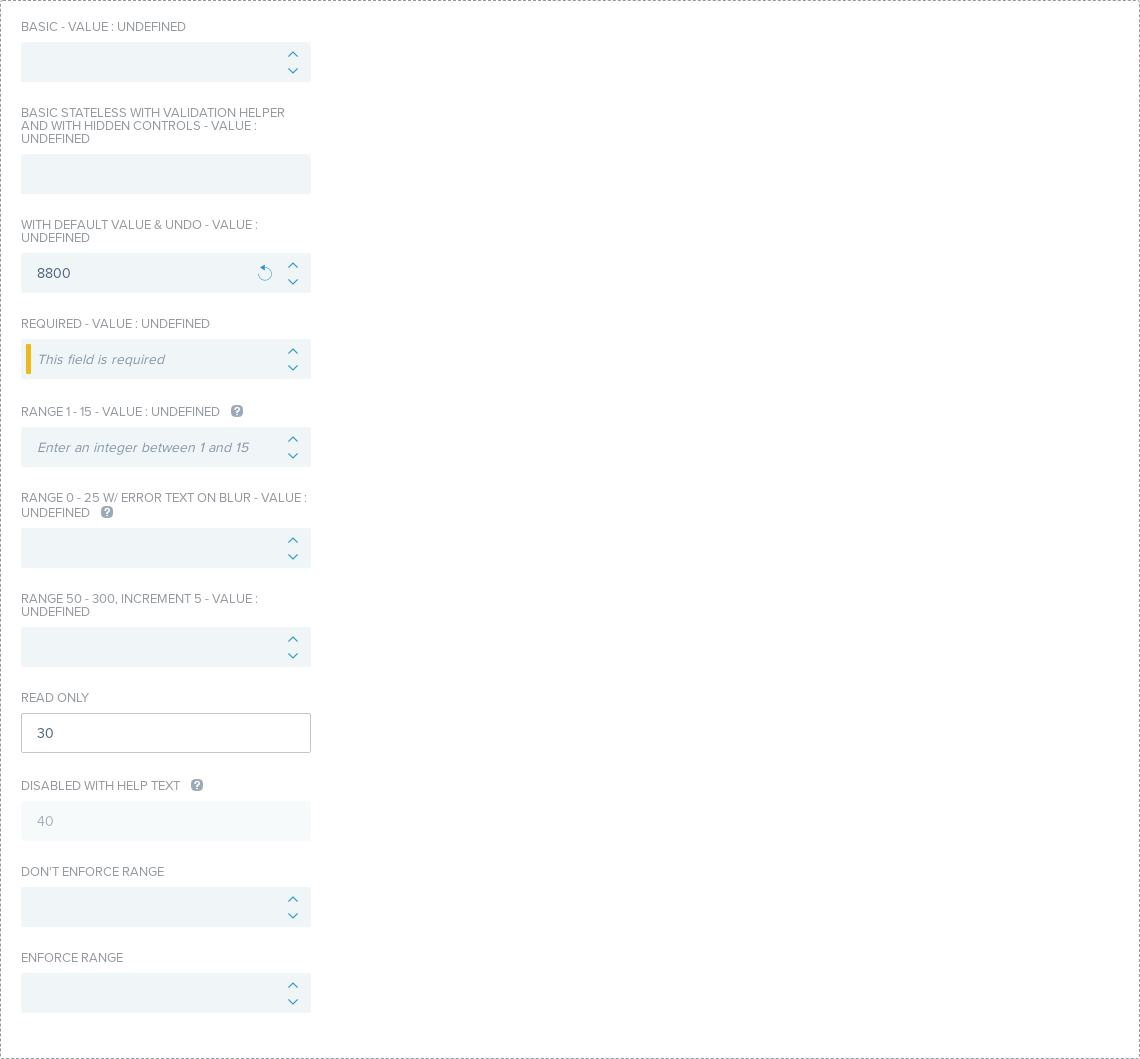 BASIC - VALUE : UNDEFINED
BASIC STATELESS WITH VALIDATION HELPER
AND WITH HIDDEN CONTROLS - VALUE :
UNDEFINED
WITH DEFAULT VALUE & UNDO - VALUE :
UNDEFINED
8800
REQUIRED - VALUE : UNDEFINED
This field is required
RANGE 1 - 15 - VALUE : UNDEFINED ?
Enter an integer between 1 and 15
RANGE 0 - 25 W/ ERROR TEXT ON BLUR - VALUE :
UNDEFINED ?
RANGE 50 - 300, INCREMENT 5 - VALUE :
UNDEFINED
READ ONLY
30
DISABLED WITH HELP TEXT ?
40
DON'T ENFORCE RANGE
ENFORCE RANGE